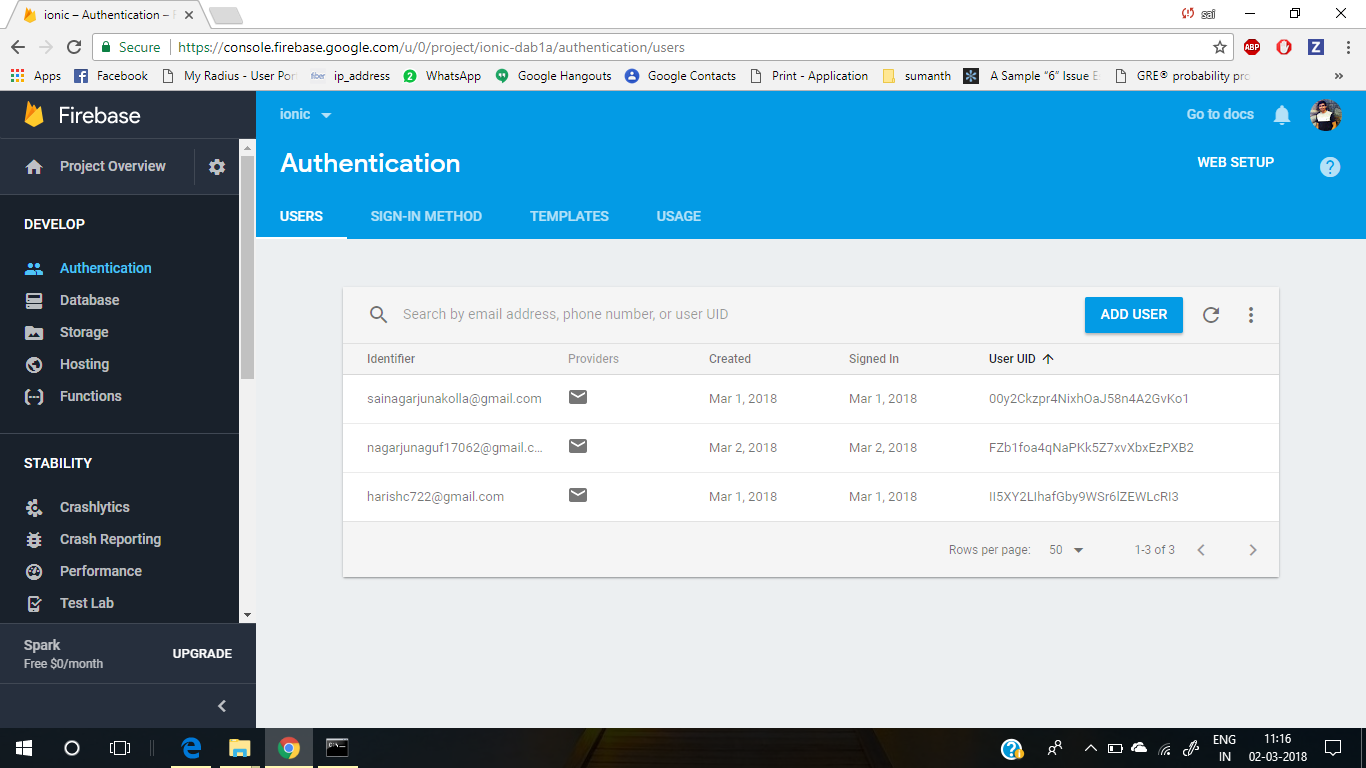 ionic – Authentication –
sai
Secure https://console.firebase.google.com/u/0/project/ionic-dab1a/authentication/users
ABP
Z
Apps Facebook My Radius - User Por fiber ip_address 2 WhatsApp Google Hangouts Google Contacts Print - Application sumanth A Sample “6” Issue E GRE® probability pro »
Firebase
ionic
Go to docs
Project Overview
Authentication
WEB SETUP
?
USERS SIGN-IN METHOD TEMPLATES USAGE
DEVELOP
Authentication
Database
Storage
Hosting
Functions
STABILITY
Crashlytics
Crash Reporting
Performance
Test Lab
Spark
Free $0/month
UPGRADE
Search by email address, phone number, or user UID
ADD USER
Identifier Providers Created Signed In User UID
sainagarjunakolla@gmail.com Mar 1, 2018 Mar 1, 2018 00y2Ckzpr4NixhOaJ58n4A2GvKo1
nagarjunaguf17062@gmail.c... Mar 2, 2018 Mar 2, 2018 FZb1foa4qNaPKk5Z7xvXbxEzPXB2
harishc722@gmail.com Mar 1, 2018 Mar 1, 2018 II5XY2LIhafGby9WSr6lZEWLcRI3
Rows per page: 50 1-3 of 3
ENG
IN
11:16
02-03-2018